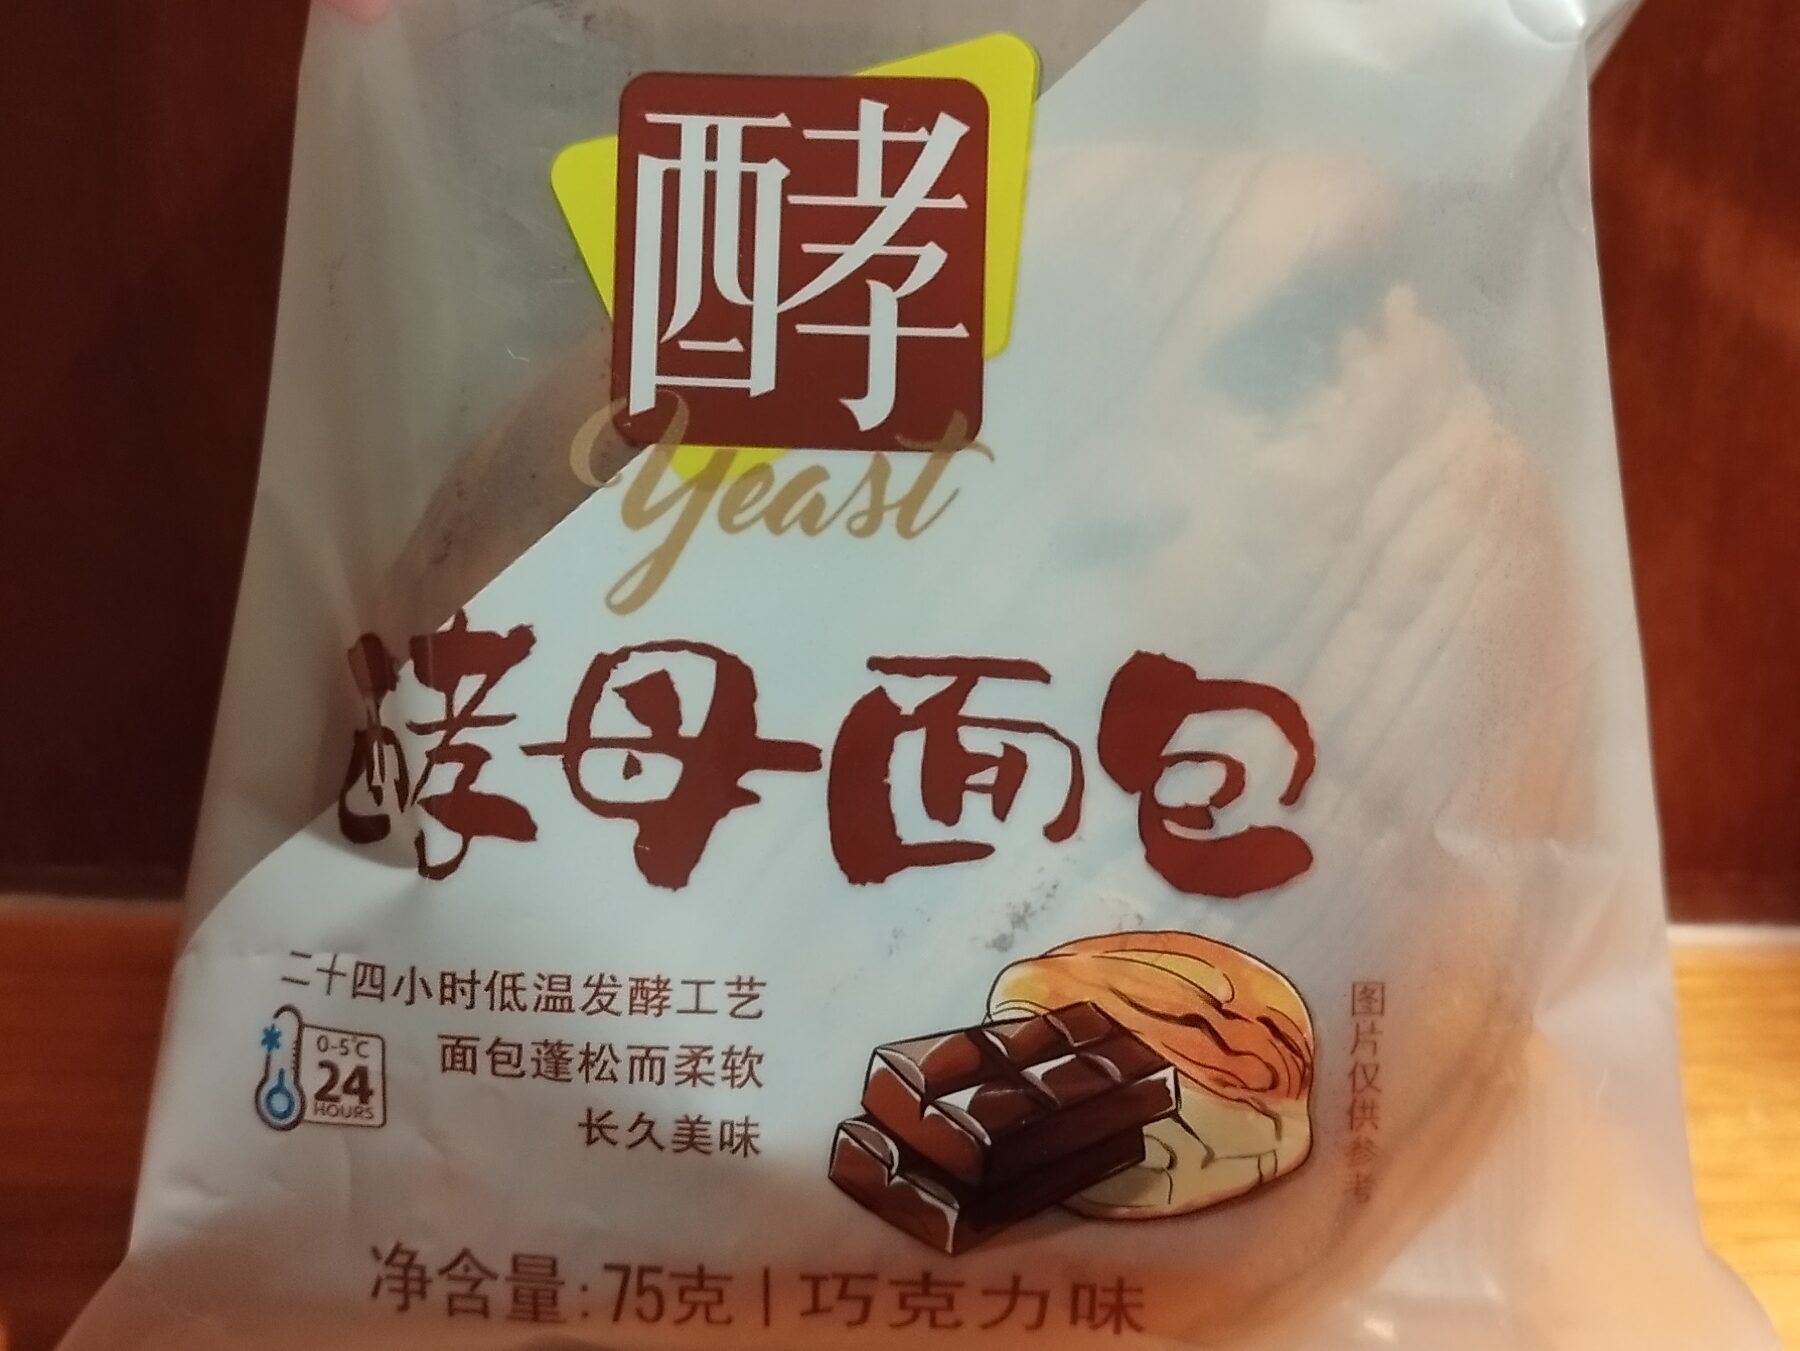 酵
Yeast
酵母面包
二十四小时低温发酵工艺
面包蓬松而柔软
长久美味
0-5℃
24
HOURS
图片仅供参考
净含量:75克|巧克力味